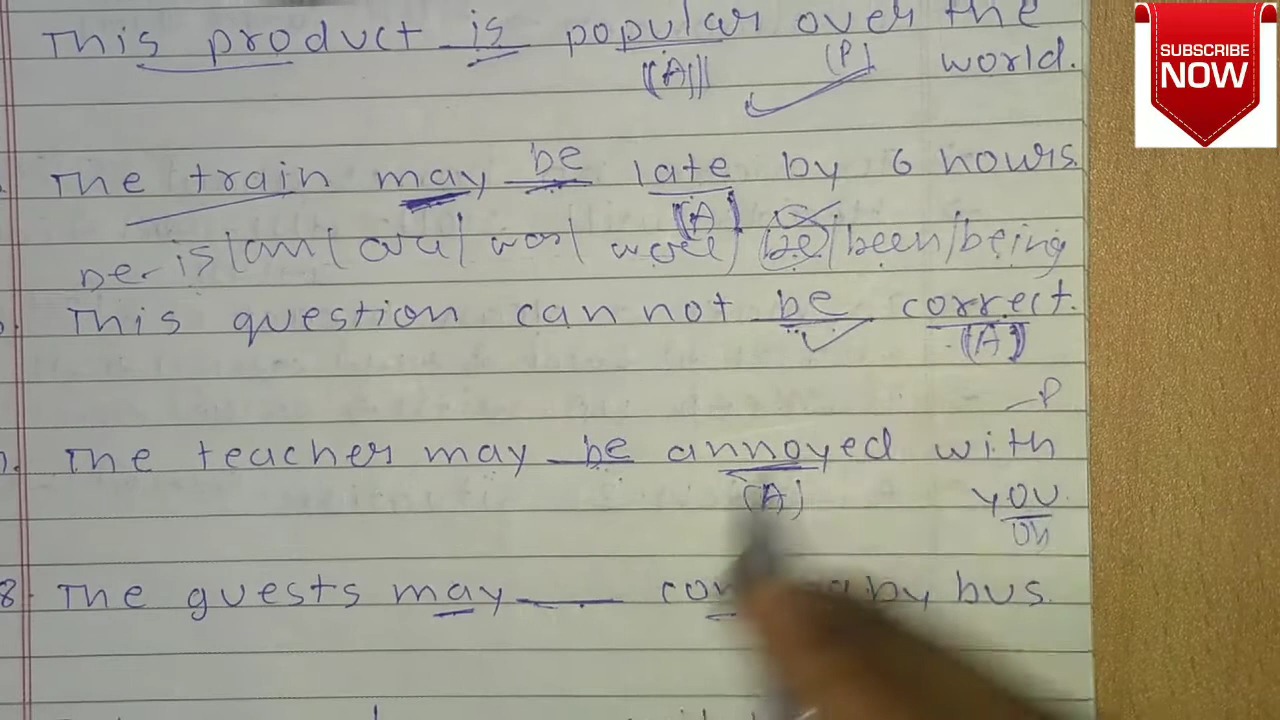 This product is popular over the
(A) (P) world.
SUBSCRIBE
NOW
The train may be late by 6 hours.
(A)
is/am/are/was/were/be/been/being
This question can not be correct.
(A)
P
The teacher may be annoyed with
(A) you.
8. The guests may ___ by bus.